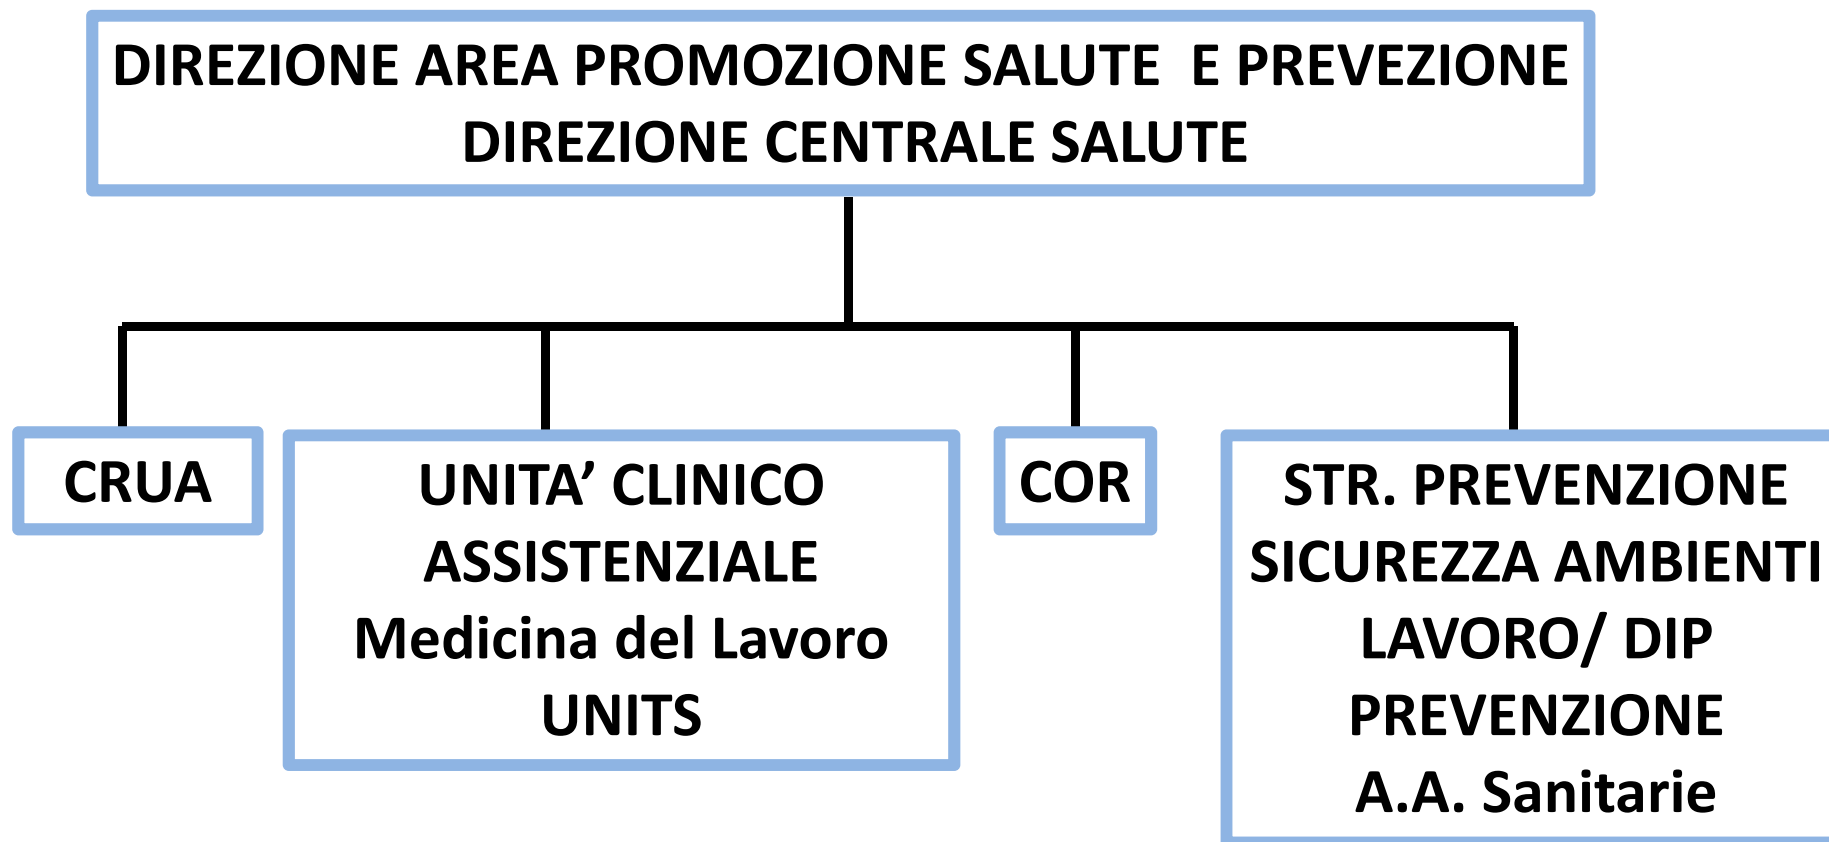 DIREZIONE AREA PROMOZIONE SALUTE  E PREVEZIONE
DIREZIONE CENTRALE SALUTE
CRUA
UNITA’ CLINICO
ASSISTENZIALE
Medicina del Lavoro
UNITS
COR
STR. PREVENZIONE
SICUREZZA AMBIENTI
LAVORO/ DIP
PREVENZIONE
A.A. Sanitarie